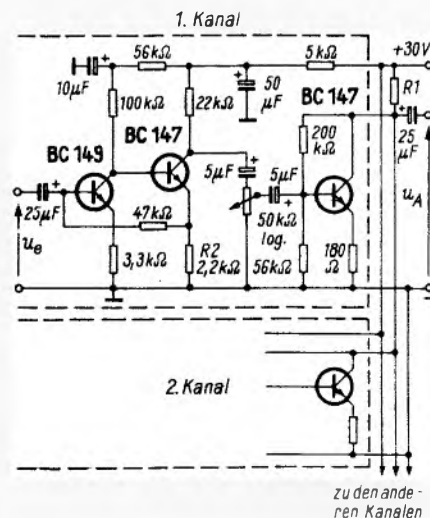 1. Kanal
56kΩ
5kΩ
+30V
10µF
+
+
50
µF
R1
100kΩ
22kΩ
BC 147
+
BC 147
25
µF
200
kΩ
BC 149
+
5µF
5µF
+
+
25µF
47kΩ
50kΩ
log.
u_A
u_e
3,3kΩ
R2
2,2kΩ
56kΩ
180
Ω
2. Kanal
zu den ande-
ren Kanälen